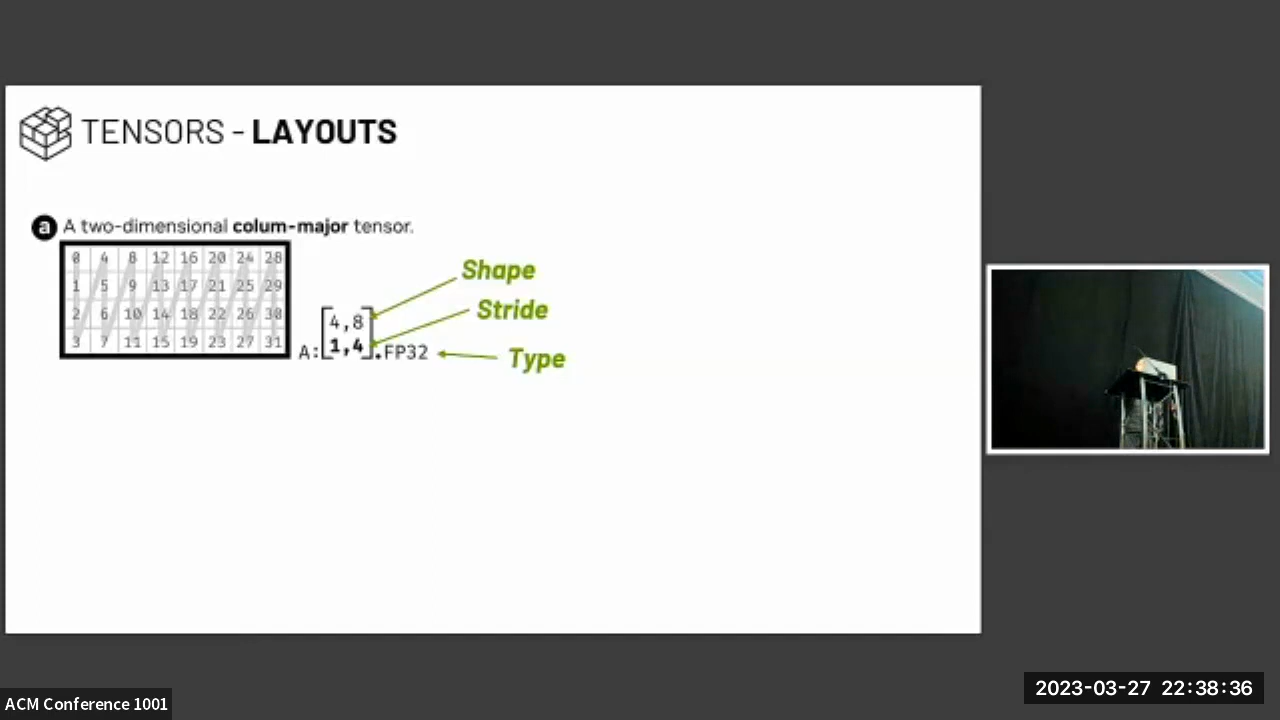 TENSORS - LAYOUTS
a A two-dimensional colum-major tensor.
0 4 8 12 16 20 24 28
1 5 9 13 17 21 25 29
2 6 10 14 18 22 26 30
3 7 11 15 19 23 27 31
Shape
Stride
Type
4,8
1,4
A: .FP32
2023-03-27 22:38:36
ACM Conference 1001